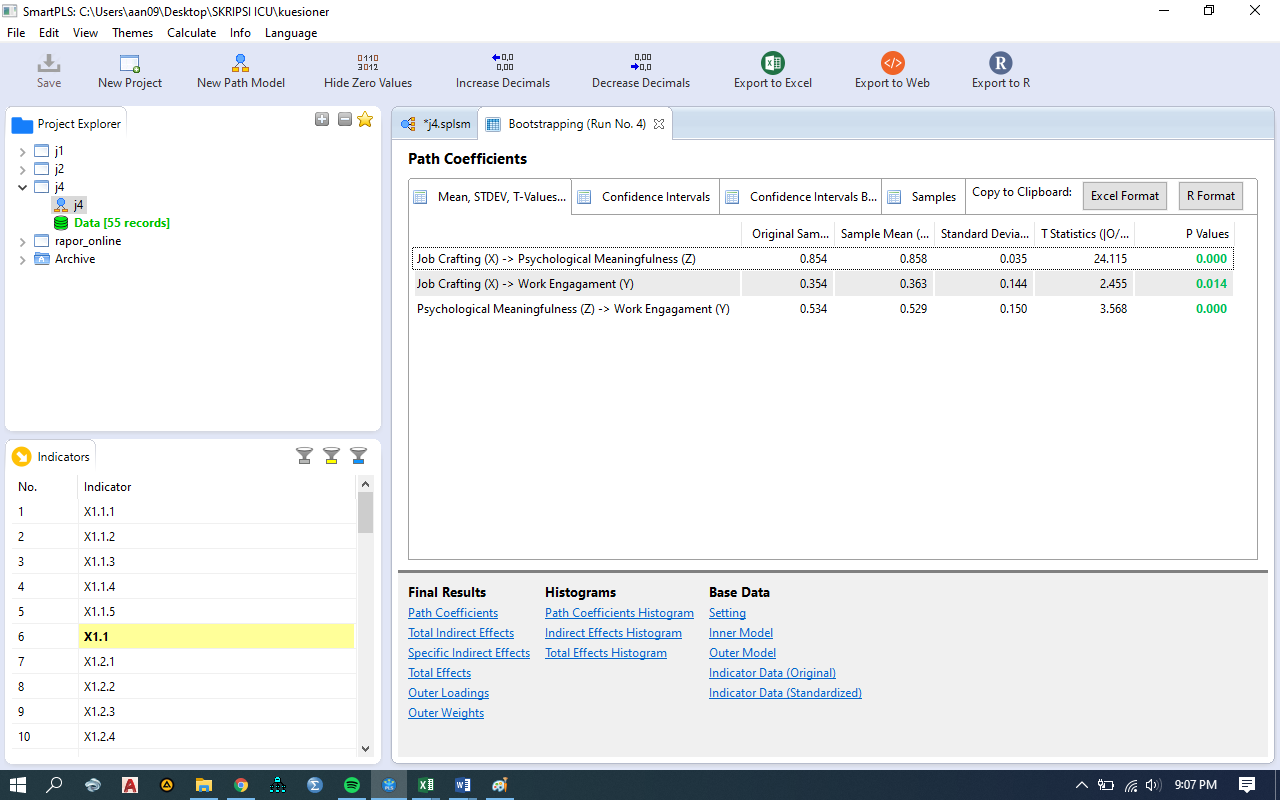 SmartPLS: C:\Users\aan09\Desktop\SKRIPSI ICU\kuesioner
File Edit View Themes Calculate Info Language
Save
New Project
New Path Model
0110
3012
Hide Zero Values
0,0
0,00
Increase Decimals
0,00
0,0
Decrease Decimals
Export to Excel
Export to Web
R
Export to R
Project Explorer
j1
j2
j4
j4
Data [55 records]
rapor_online
Archive
Indicators
No. Indicator
1 X1.1.1
2 X1.1.2
3 X1.1.3
4 X1.1.4
5 X1.1.5
6 X1.1
7 X1.2.1
8 X1.2.2
9 X1.2.3
10 X1.2.4
*j4.splsm
Bootstrapping (Run No. 4)
Path Coefficients
Mean, STDEV, T-Values... Confidence Intervals Confidence Intervals B... Samples Copy to Clipboard: Excel Format R Format
Original Sam... Sample Mean (... Standard Devia... T Statistics (|O/... P Values
Job Crafting (X) -> Psychological Meaningfulness (Z) 0.854 0.858 0.035 24.115 0.000
Job Crafting (X) -> Work Engagament (Y) 0.354 0.363 0.144 2.455 0.014
Psychological Meaningfulness (Z) -> Work Engagament (Y) 0.534 0.529 0.150 3.568 0.000
Final Results
Path Coefficients
Total Indirect Effects
Specific Indirect Effects
Total Effects
Outer Loadings
Outer Weights
Histograms
Path Coefficients Histogram
Indirect Effects Histogram
Total Effects Histogram
Base Data
Setting
Inner Model
Outer Model
Indicator Data (Original)
Indicator Data (Standardized)
9:07 PM